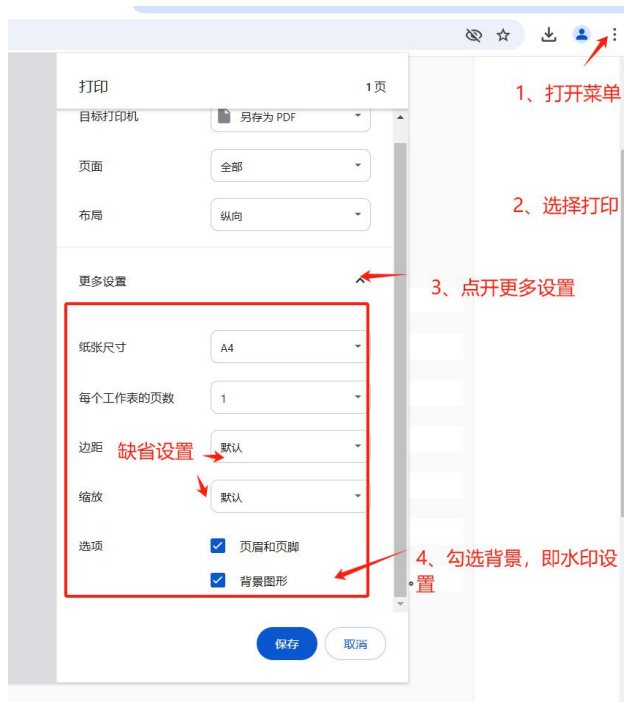 1、打开菜单
打印 1页
目标打印机 另存为 PDF
页面 全部
2、选择打印
布局 纵向
更多设置
3、点开更多设置
纸张尺寸 A4
每个工作表的页数 1
边距 缺省设置 默认
缩放 默认
选项 页眉和页脚
背景图形
4、勾选背景，即水印设
。置
保存 取消